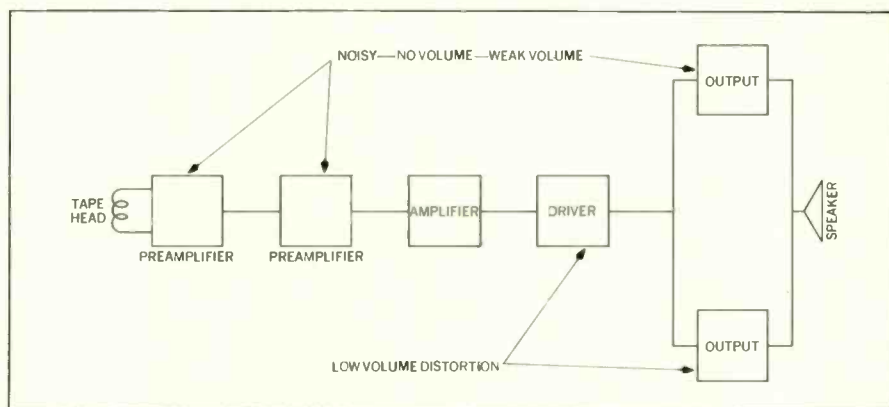 NOISY—NO VOLUME—WEAK VOLUME
OUTPUT
TAPE
HEAD
PREAMPLIFIER
PREAMPLIFIER
AMPLIFIER
DRIVER
SPEAKER
OUTPUT
LOW VOLUME DISTORTION